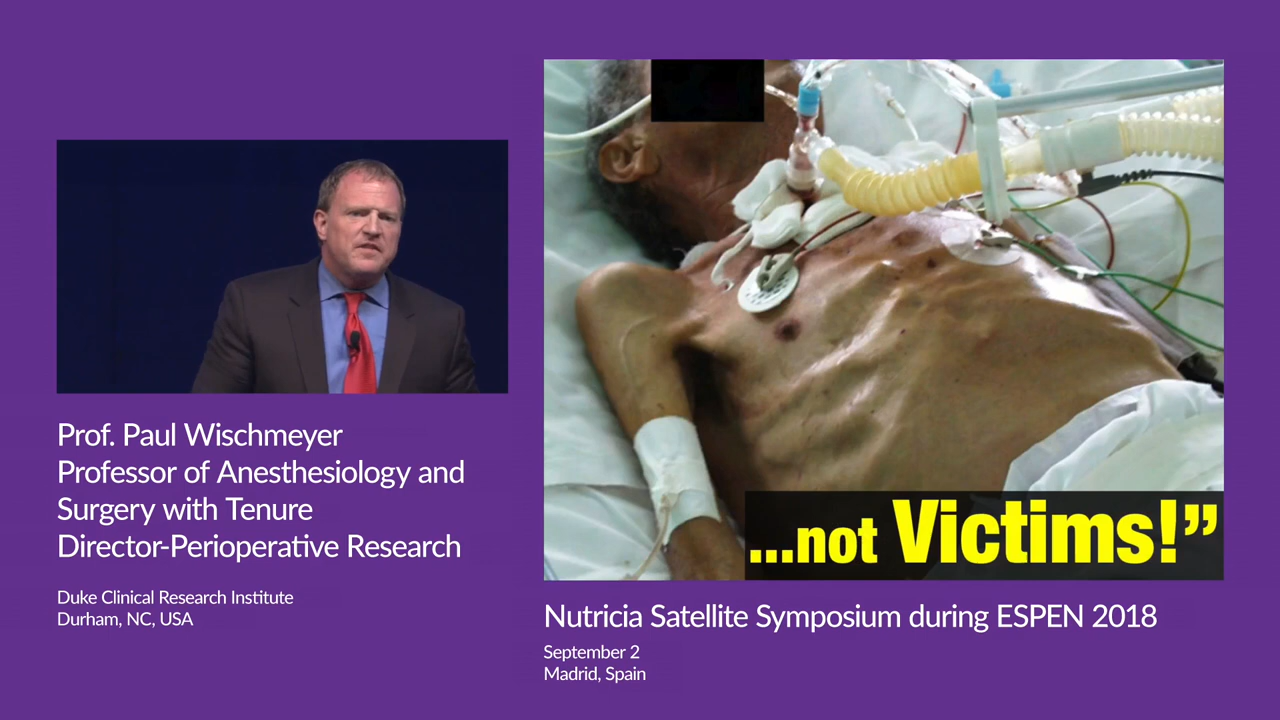 Prof. Paul Wischmeyer
Professor of Anesthesiology and
Surgery with Tenure
Director-Perioperative Research
Duke Clinical Research Institute
Durham, NC, USA
...not Victims!”
Nutricia Satellite Symposium during ESPEN 2018
September 2
Madrid, Spain